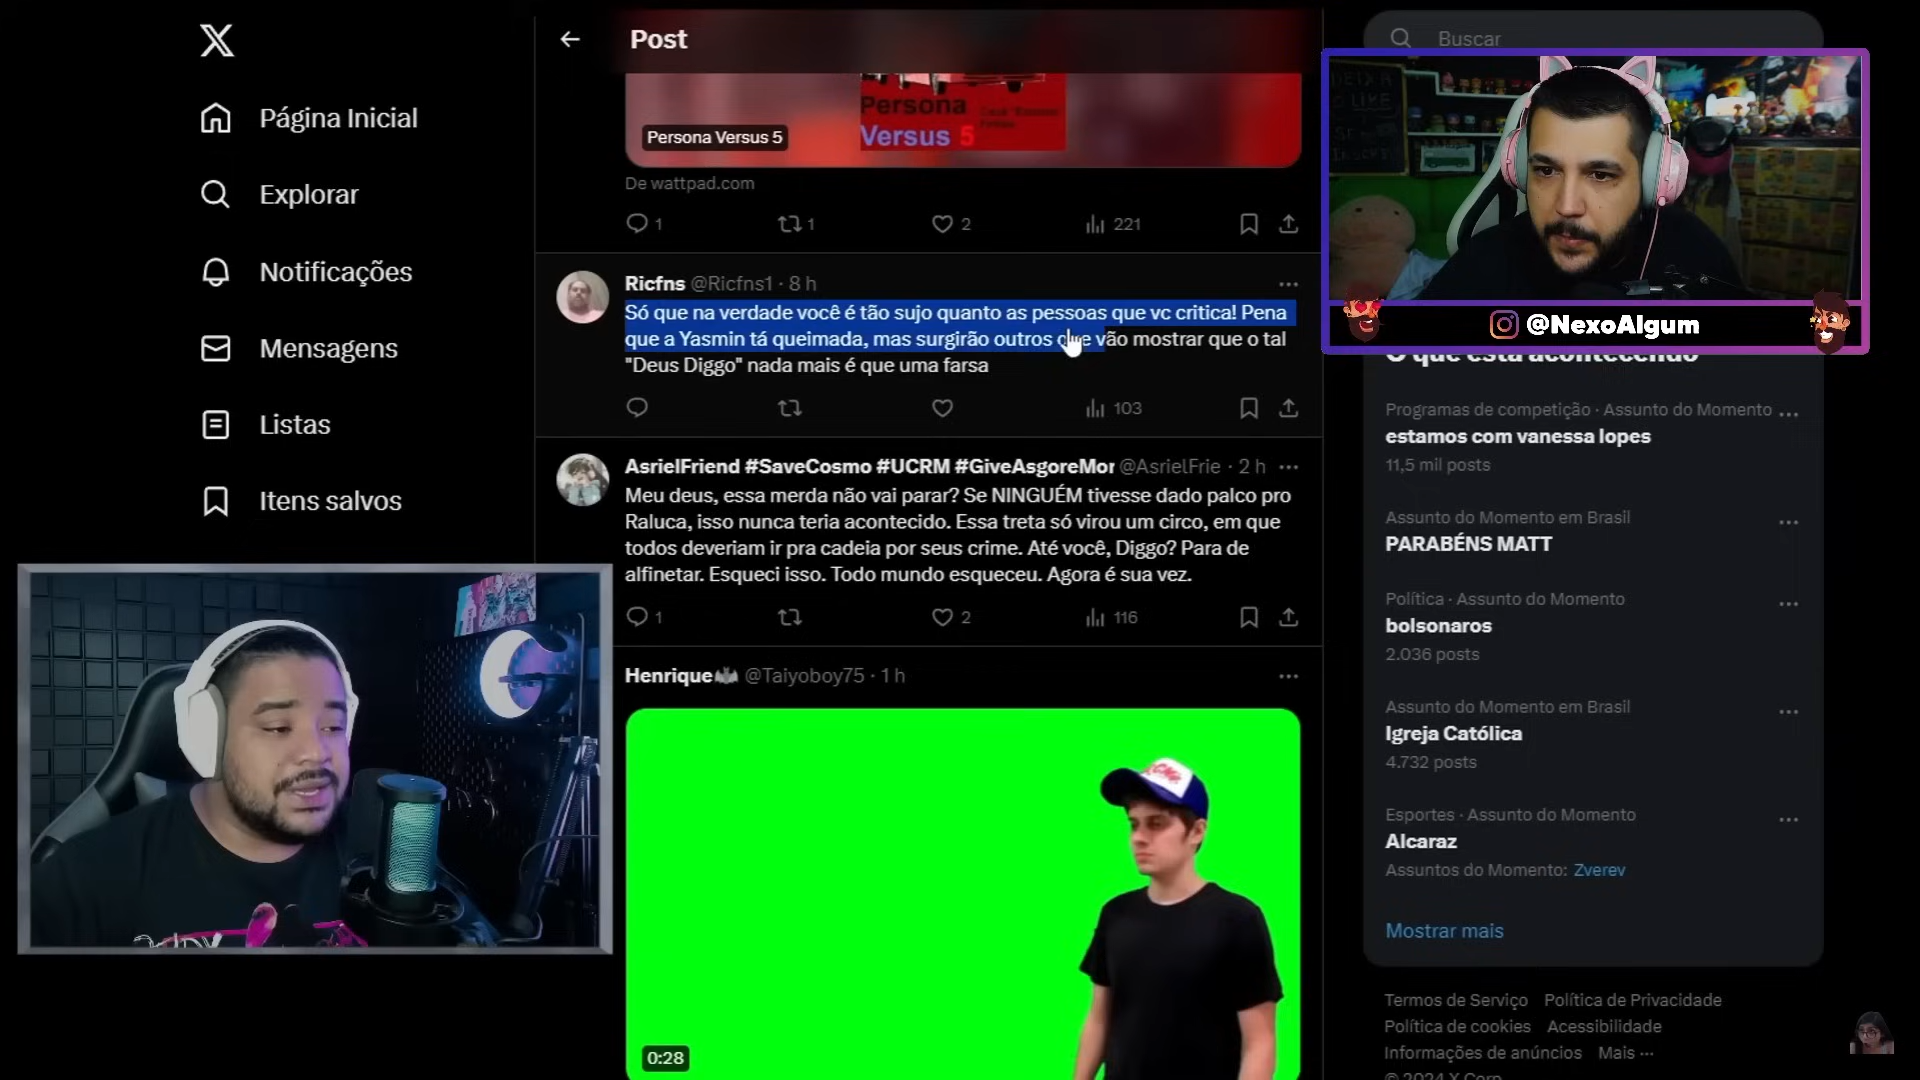 Página Inicial
Explorar
Notificações
Mensagens
Listas
Itens salvos
Post
Persona
Versus 5
Persona Versus 5
De wattpad.com
1
1
2
221
Ricfns @Ricfns1 · 8 h
Só que na verdade você é tão sujo quanto as pessoas que vc critica! Pena
que a Yasmin tá queimada, mas surgirão outros que vão mostrar que o tal
"Deus Diggo" nada mais é que uma farsa
103
AsrielFriend #SaveCosmo #UCRM #GiveAsgoreMor @AsrielFrie · 2 h
Meu deus, essa merda não vai parar? Se NINGUÉM tivesse dado palco pro
Raluca, isso nunca teria acontecido. Essa treta só virou um circo, em que
todos deveriam ir pra cadeia por seus crime. Até você, Diggo? Para de
alfinetar. Esqueci isso. Todo mundo esqueceu. Agora é sua vez.
1
2
116
Henrique @Taiyoboy75 · 1 h
0:28
Buscar
DEIXA
O LIKE
@NexoAlgum
O que está acontecendo
Programas de competição · Assunto do Momento
estamos com vanessa lopes
11,5 mil posts
Assunto do Momento em Brasil
PARABÉNS MATT
Política · Assunto do Momento
bolsonaros
2.036 posts
Assunto do Momento em Brasil
Igreja Católica
4.732 posts
Esportes · Assunto do Momento
Alcaraz
Assuntos do Momento: Zverev
Mostrar mais
Termos de Serviço Política de Privacidade
Política de cookies Acessibilidade
Informações de anúncios Mais ···
© 2024 X Corp.